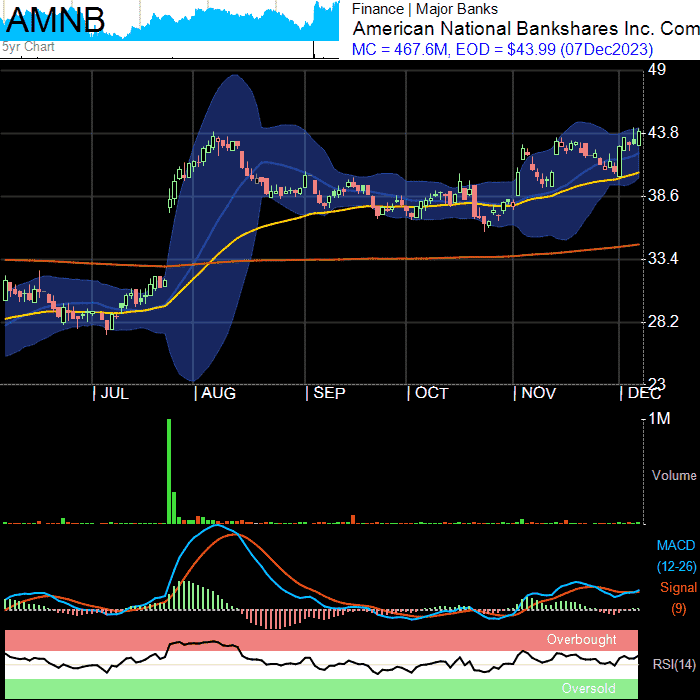 AMNB
5yr Chart
Finance | Major Banks
American National Bankshares Inc. Com
MC = 467.6M, EOD = $43.99 (07Dec2023)
49
43.8
38.6
33.4
28.2
23
| JUL | AUG | SEP | OCT | NOV | DEC
1M
Volume
MACD
(12-26)
Signal
(9)
Overbought
RSI(14)
Oversold